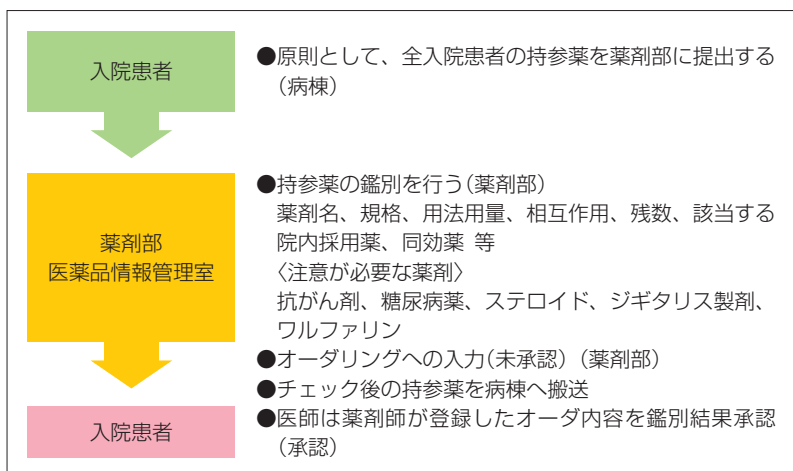 入院患者
●原則として、全入院患者の持参薬を薬剤部に提出する
（病棟）
薬剤部
医薬品情報管理室
●持参薬の鑑別を行う（薬剤部）
薬剤名、規格、用法用量、相互作用、残数、該当する
院内採用薬、同効薬 等
〈注意が必要な薬剤〉
抗がん剤、糖尿病薬、ステロイド、ジギタリス製剤、
ワルファリン
●オーダリングへの入力（未承認）（薬剤部）
●チェック後の持参薬を病棟へ搬送
入院患者
●医師は薬剤師が登録したオーダ内容を鑑別結果承認
（承認）